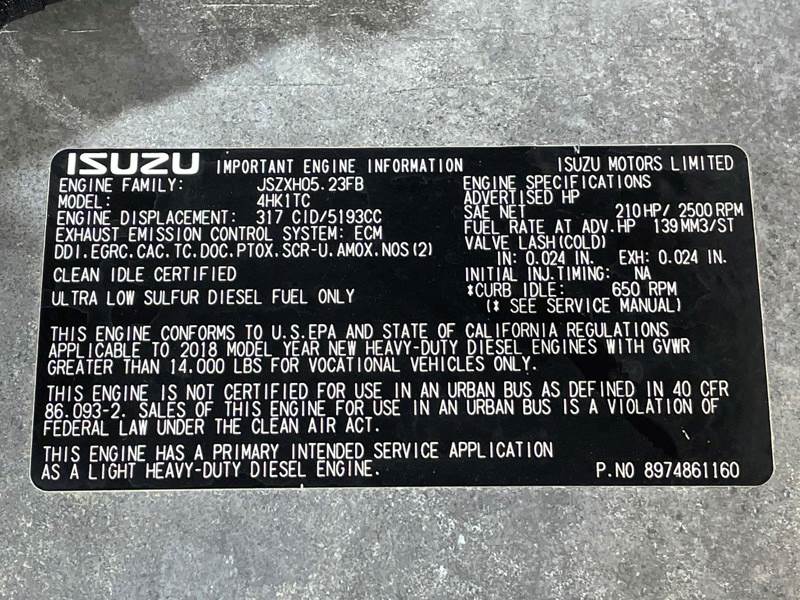 ISUZU IMPORTANT ENGINE INFORMATION ISUZU MOTORS LIMITED
ENGINE FAMILY: JSZXH05.23FB
MODEL: 4HK1TC
ENGINE DISPLACEMENT: 317 CID/5193CC
EXHAUST EMISSION CONTROL SYSTEM: ECM
DDI.EGRC.CAC.TC.DOC.PTOX.SCR-U.AMOX.NOS(2)
CLEAN IDLE CERTIFIED
ULTRA LOW SULFUR DIESEL FUEL ONLY
ENGINE SPECIFICATIONS
ADVERTISED HP
SAE NET 210HP/2500RPM
FUEL RATE AT ADV.HP 139MM3/ST
VALVE LASH(COLD)
IN: 0.024 IN. EXH: 0.024 IN.
INITIAL INJ.TIMING: NA
*CURB IDLE: 650 RPM
(* SEE SERVICE MANUAL)
THIS ENGINE CONFORMS TO U.S.EPA AND STATE OF CALIFORNIA REGULATIONS
APPLICABLE TO 2018 MODEL YEAR NEW HEAVY-DUTY DIESEL ENGINES WITH GVWR
GREATER THAN 14.000 LBS FOR VOCATIONAL VEHICLES ONLY.
THIS ENGINE IS NOT CERTIFIED FOR USE IN AN URBAN BUS AS DEFINED IN 40 CFR
86.093-2. SALES OF THIS ENGINE FOR USE IN AN URBAN BUS IS A VIOLATION OF
FEDERAL LAW UNDER THE CLEAN AIR ACT.
THIS ENGINE HAS A PRIMARY INTENDED SERVICE APPLICATION
AS A LIGHT HEAVY-DUTY DIESEL ENGINE. P.NO 8974861160